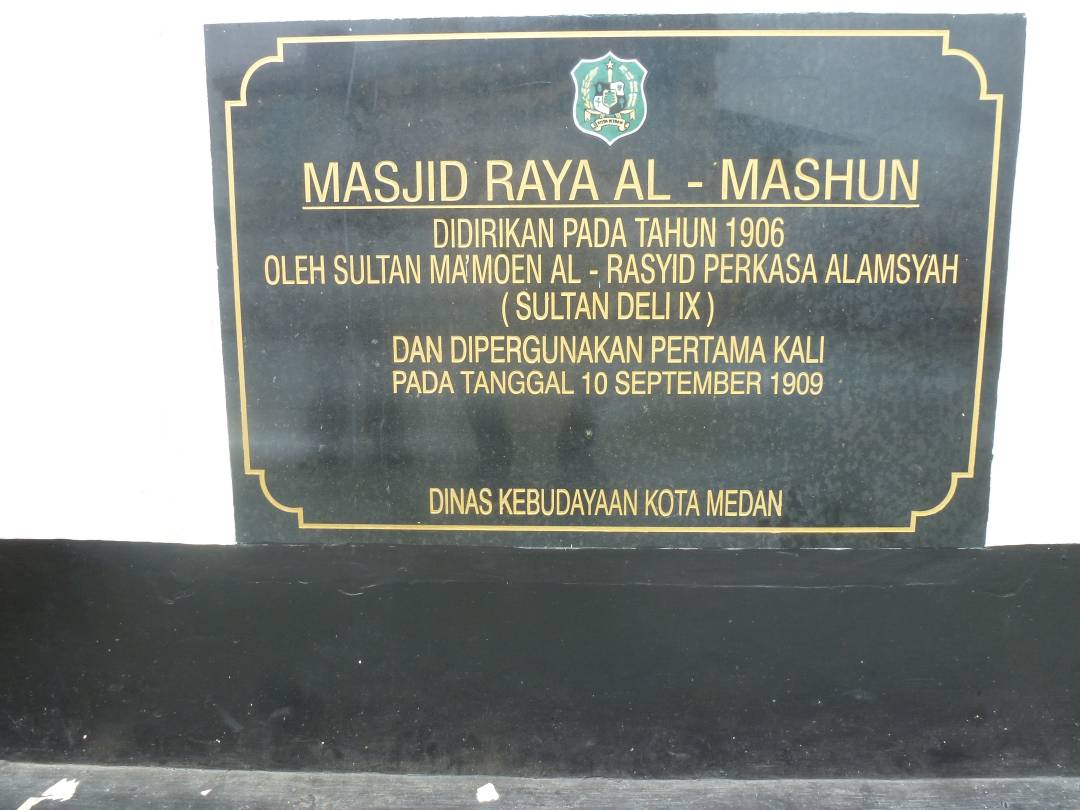 MASJID RAYA AL - MASHUN
DIDIRIKAN PADA TAHUN 1906
OLEH SULTAN MA'MOEN AL - RASYID PERKASA ALAMSYAH
( SULTAN DELI IX )
DAN DIPERGUNAKAN PERTAMA KALI
PADA TANGGAL 10 SEPTEMBER 1909
DINAS KEBUDAYAAN KOTA MEDAN